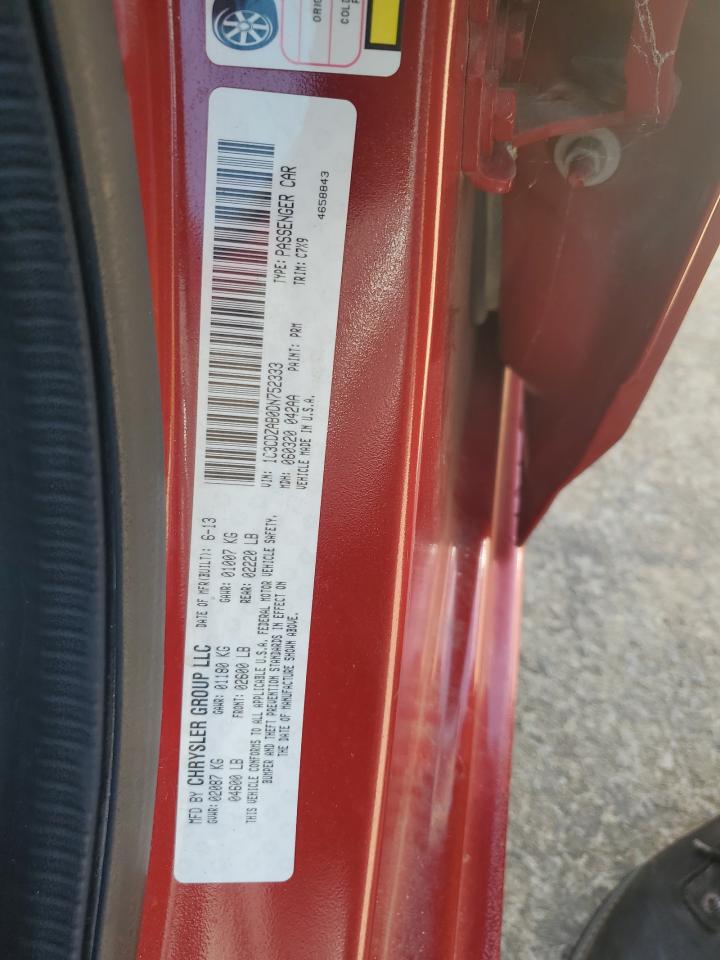 MFD BY CHRYSLER GROUP LLC DATE OF MFR(BUILT): 6-13
GVWR: 02087 KG GAWR: 01180 KG GAWR: 01007 KG
04600 LB FRONT: 02600 LB REAR: 02220 LB
THIS VEHICLE CONFORMS TO ALL APPLICABLE U.S.A. FEDERAL MOTOR VEHICLE SAFETY,
BUMPER AND THEFT PREVENTION STANDARDS IN EFFECT ON
THE DATE OF MANUFACTURE SHOWN ABOVE.
VIN: 1C3CDZAB0DN752333 TYPE: PASSENGER CAR
MDH: 060320 042AA PAINT: PRM TRIM: C7X9
VEHICLE MADE IN U.S.A. 4658843
ORIG
COLD